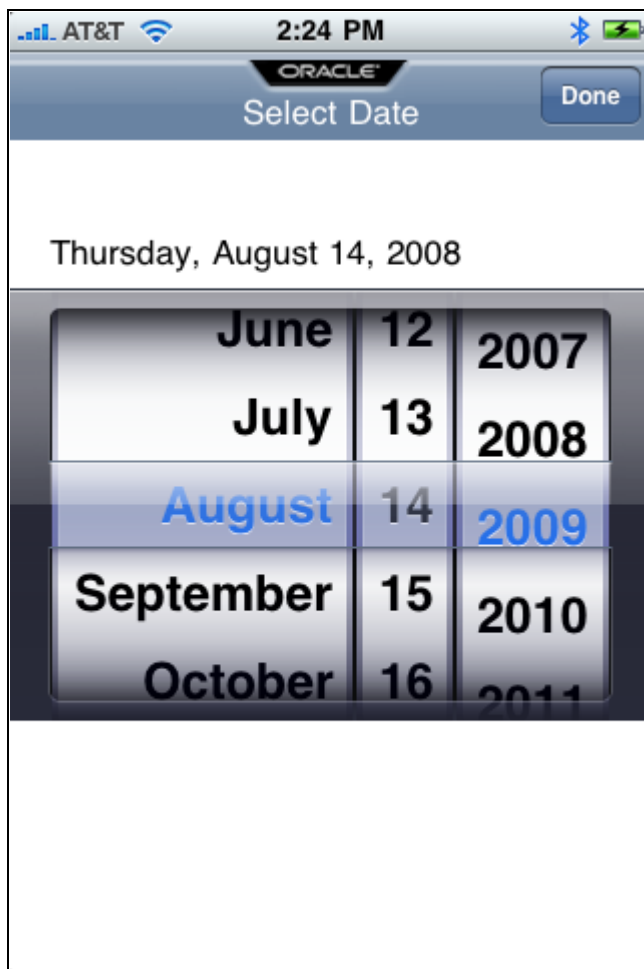 AT&T 2:24 PM
ORACLE
Select Date
Done
Thursday, August 14, 2008
June 12 2007
July 13 2008
August 14 2009
September 15 2010
October 16 2011